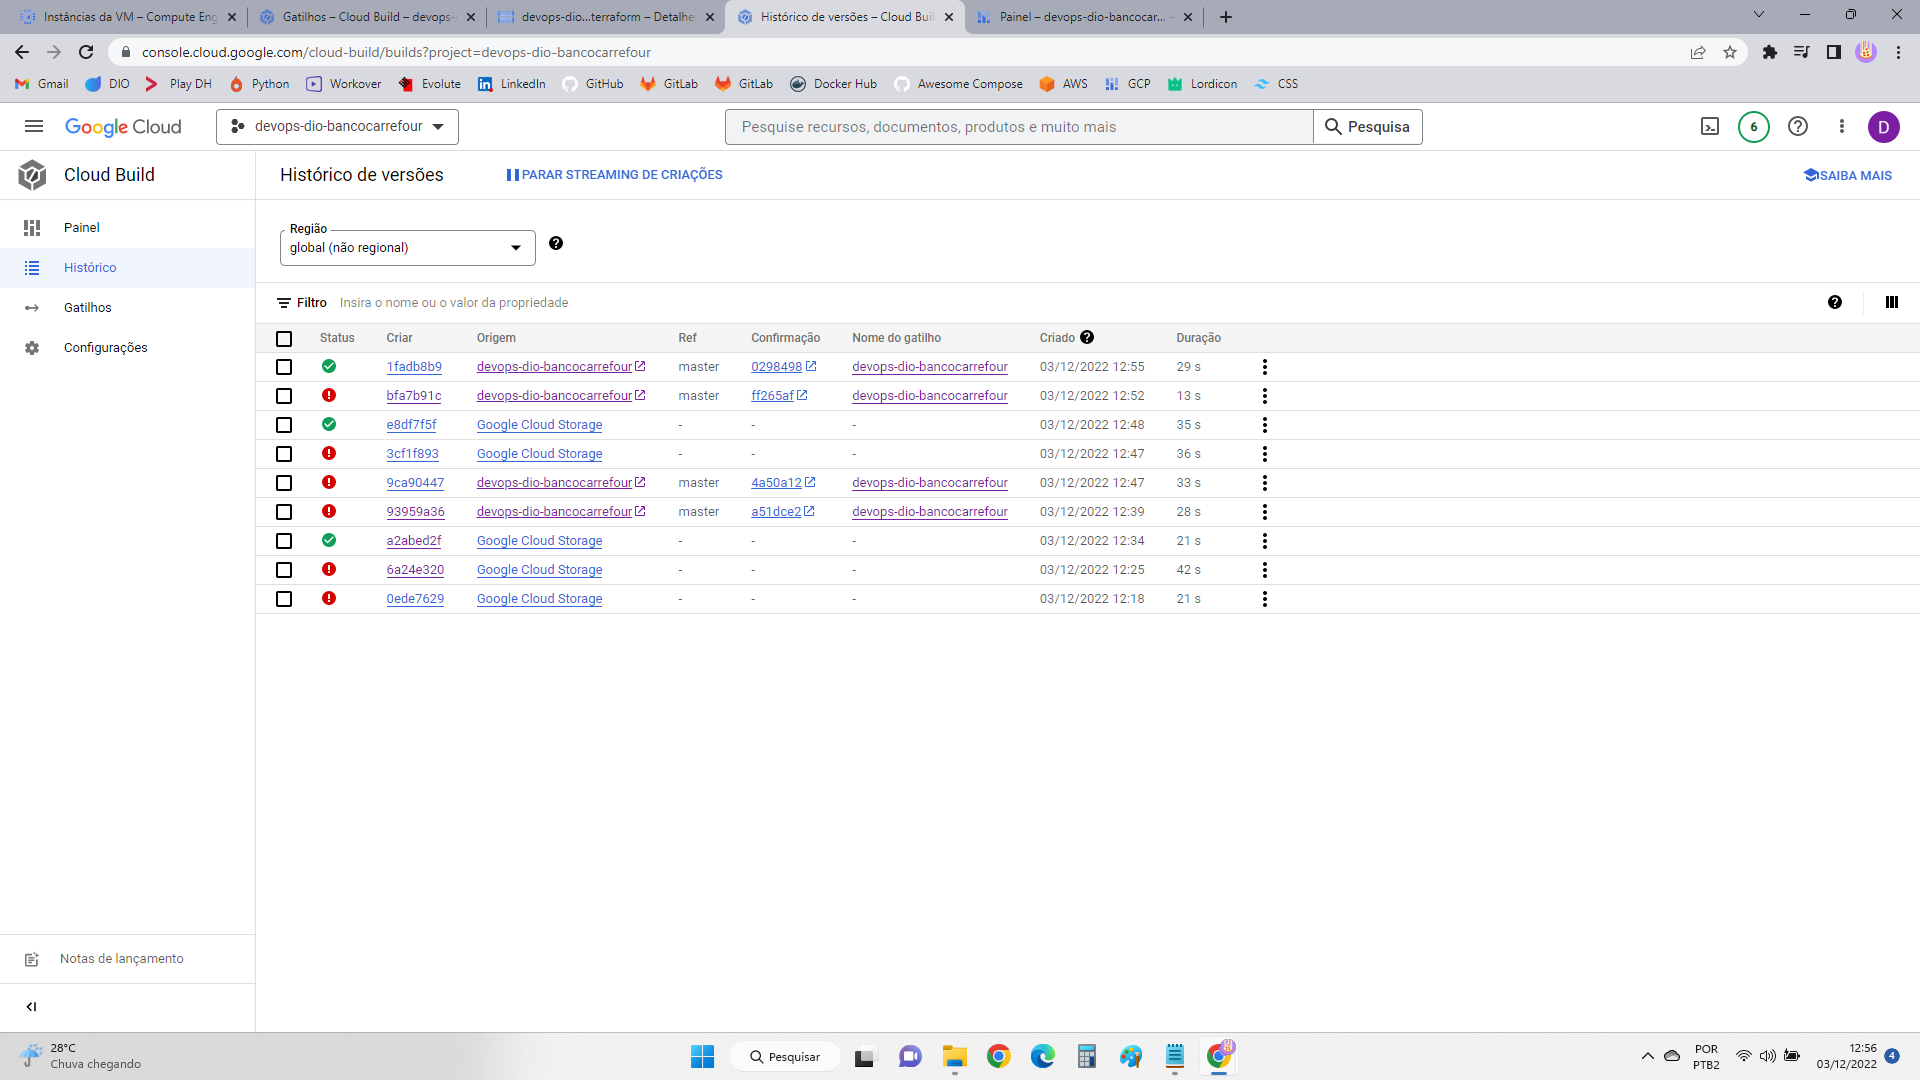 Instâncias da VM – Compute Eng
Gatilhos – Cloud Build – devops-
devops-dio...terraform – Detalhe
Histórico de versões – Cloud Buil
Painel – devops-dio-bancocar... –
console.cloud.google.com/cloud-build/builds?project=devops-dio-bancocarrefour
Gmail DIO Play DH Python Workover Evolute LinkedIn GitHub GitLab GitLab Docker Hub Awesome Compose AWS GCP Lordicon CSS
Google Cloud
devops-dio-bancocarrefour
Pesquise recursos, documentos, produtos e muito mais
Pesquisa
6
D
Cloud Build
Histórico de versões
PARAR STREAMING DE CRIAÇÕES
SAIBA MAIS
Painel
Histórico
Gatilhos
Configurações
Região
global (não regional)
Filtro Insira o nome ou o valor da propriedade
Status Criar Origem Ref Confirmação Nome do gatilho Criado Duração
1fadb8b9 devops-dio-bancocarrefour master 0298498 devops-dio-bancocarrefour 03/12/2022 12:55 29 s
bfa7b91c devops-dio-bancocarrefour master ff265af devops-dio-bancocarrefour 03/12/2022 12:52 13 s
e8df7f5f Google Cloud Storage - - - 03/12/2022 12:48 35 s
3cf1f893 Google Cloud Storage - - - 03/12/2022 12:47 36 s
9ca90447 devops-dio-bancocarrefour master 4a50a12 devops-dio-bancocarrefour 03/12/2022 12:47 33 s
93959a36 devops-dio-bancocarrefour master a51dce2 devops-dio-bancocarrefour 03/12/2022 12:39 28 s
a2abed2f Google Cloud Storage - - - 03/12/2022 12:34 21 s
6a24e320 Google Cloud Storage - - - 03/12/2022 12:25 42 s
0ede7629 Google Cloud Storage - - - 03/12/2022 12:18 21 s
Notas de lançamento
28°C
Chuva chegando
Pesquisar
POR
PTB2
12:56
03/12/2022
4